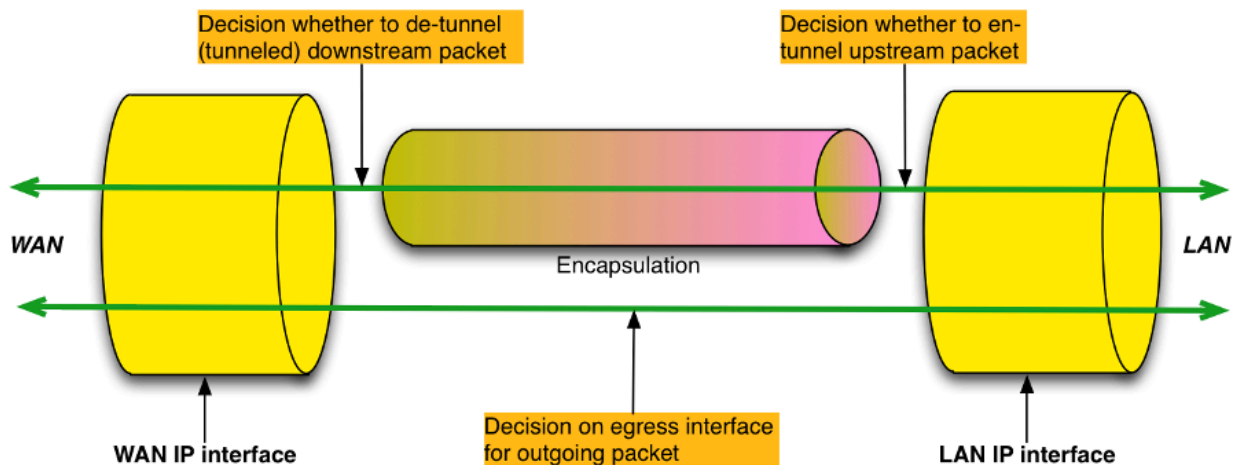 Decision whether to de-tunnel
(tunneled) downstream packet
Decision whether to en-
tunnel upstream packet
WAN
LAN
Encapsulation
Decision on egress interface
for outgoing packet
WAN IP interface
LAN IP interface